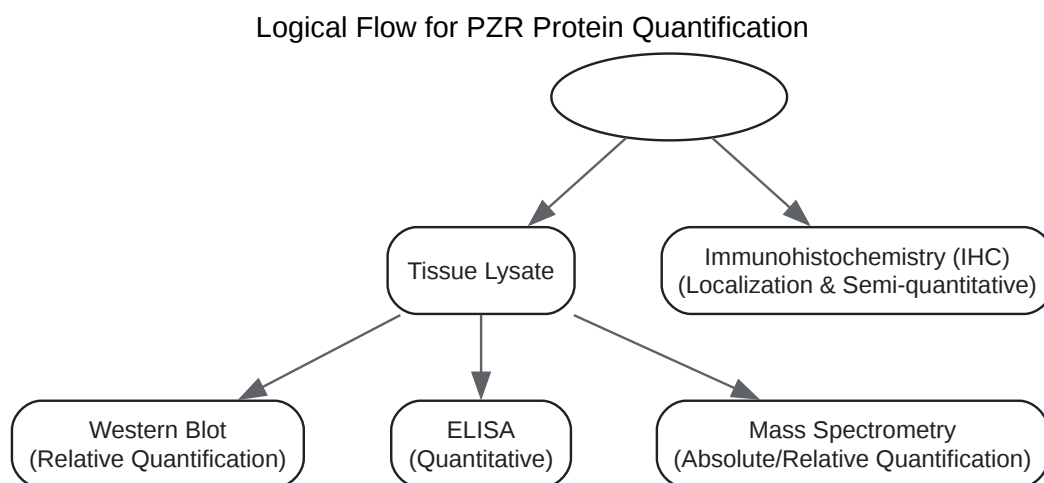 Logical Flow for PZR Protein Quantification
Tissue Lysate
Immunohistochemistry (IHC)
(Localization & Semi-quantitative)
Western Blot
(Relative Quantification)
ELISA
(Quantitative)
Mass Spectrometry
(Absolute/Relative Quantification)